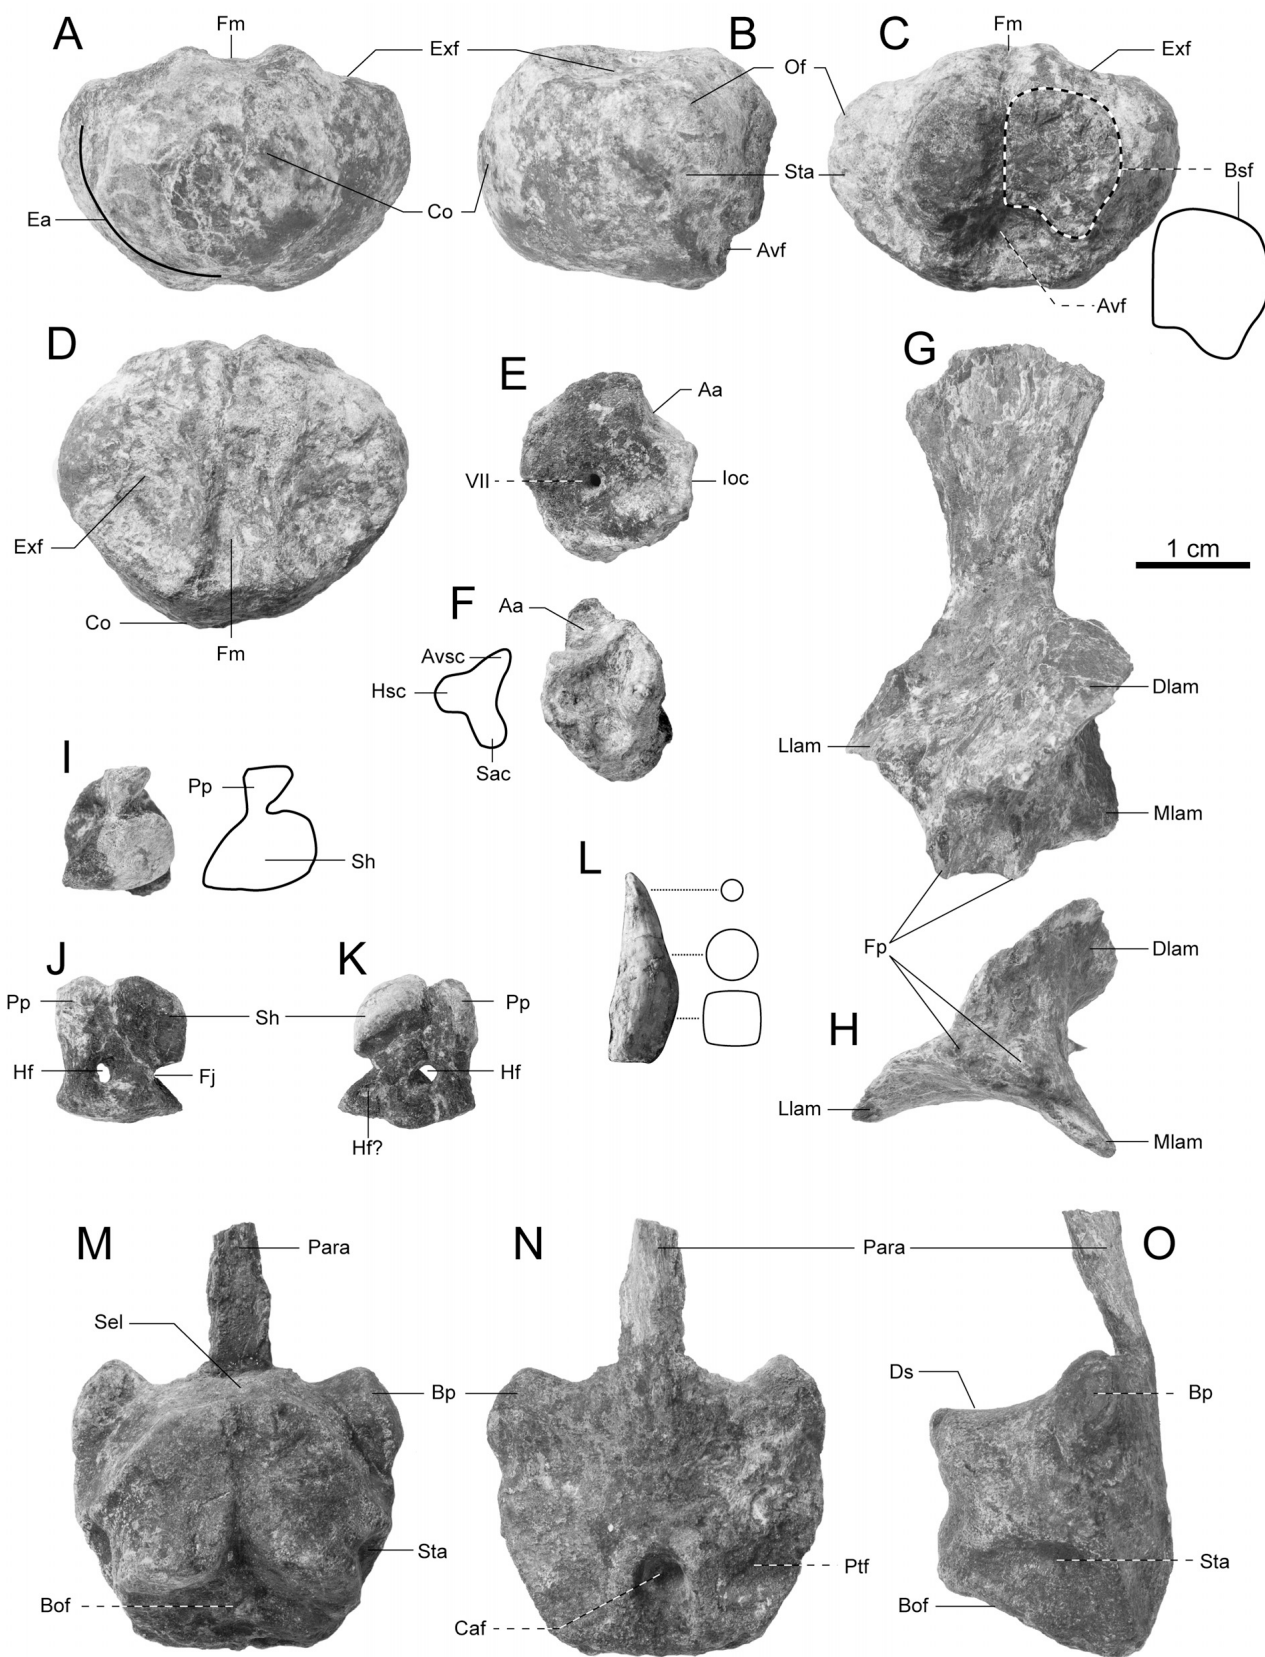 A
Fm
Exf
B
C
Fm
Exf
Of
Ea
Co
Sta
Bsf
Avf
Avf
D
E
Aa
G
VII
Ioc
Exf
1 cm
F
Aa
Co
Fm
Avsc
Hsc
Dlam
Sac
Llam
I
Pp
Sh
Mlam
L
J
K
Fp
Dlam
Pp
Sh
Pp
H
Hf
Fj
Hf
Llam
Hf?
Mlam
M
Para
N
Para
O
Sel
Ds
Bp
Bp
Sta
Ptf
Sta
Bof
Caf
Bof